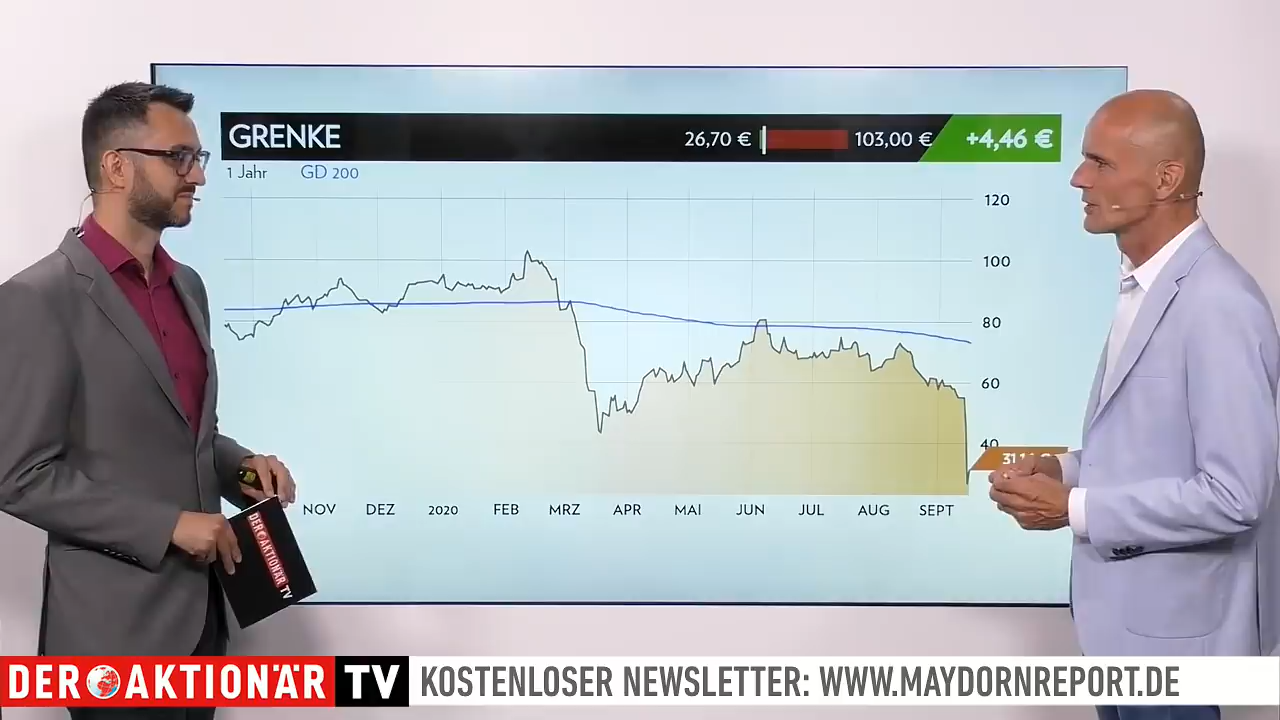 GRENKE 26,70 € 103,00 € +4,46 €
1 Jahr GD 200
120
100
80
60
40
NOV DEZ 2020 FEB MRZ APR MAI JUN JUL AUG SEPT
DER AKTIONÄR TV
DER AKTIONÄR TV KOSTENLOSER NEWSLETTER: WWW.MAYDORNREPORT.DE